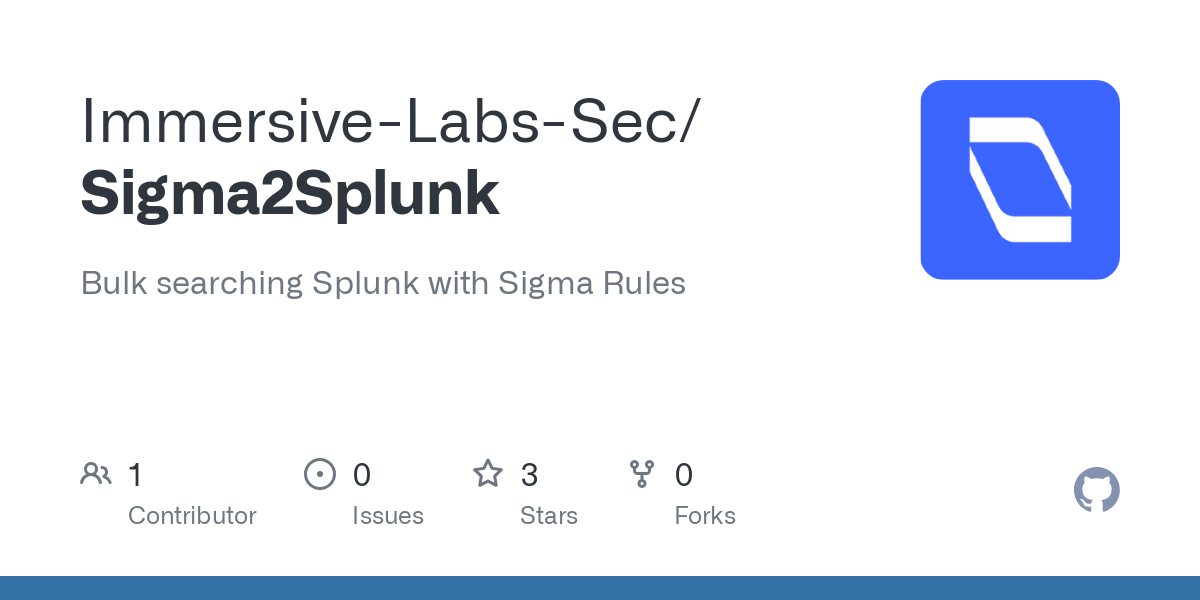 Immersive-Labs-Sec/
Sigma2Splunk
Bulk searching Splunk with Sigma Rules
1
Contributor
0
Issues
3
Stars
0
Forks